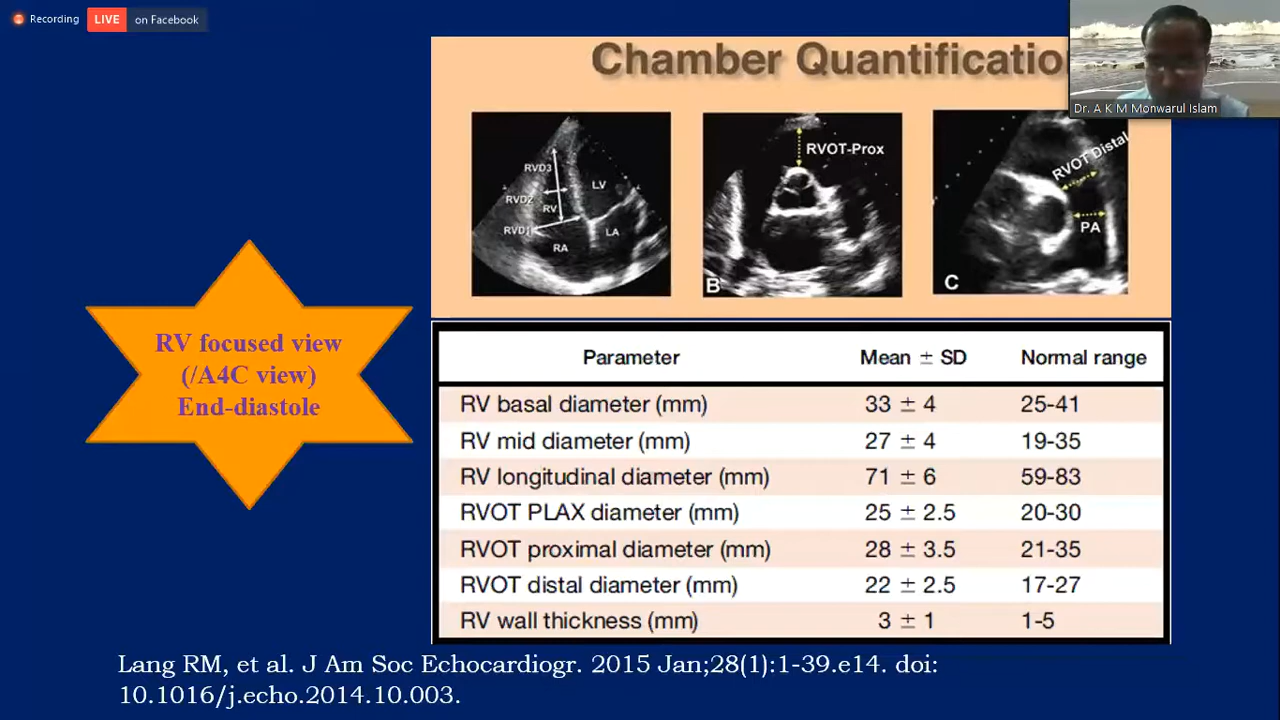 Recording
LIVE on Facebook
Chamber Quantificatio
Dr. A K M Monwarul Islam
RVD3
LV
RVD2
RV
RVD1
LA
RA
RVOT-Prox
B
RVOT Distal
PA
C
RV focused view
(/A4C view)
End-diastole
Parameter Mean ± SD Normal range
RV basal diameter (mm) 33 ± 4 25-41
RV mid diameter (mm) 27 ± 4 19-35
RV longitudinal diameter (mm) 71 ± 6 59-83
RVOT PLAX diameter (mm) 25 ± 2.5 20-30
RVOT proximal diameter (mm) 28 ± 3.5 21-35
RVOT distal diameter (mm) 22 ± 2.5 17-27
RV wall thickness (mm) 3 ± 1 1-5
Lang RM, et al. J Am Soc Echocardiogr. 2015 Jan;28(1):1-39.e14. doi:
10.1016/j.echo.2014.10.003.